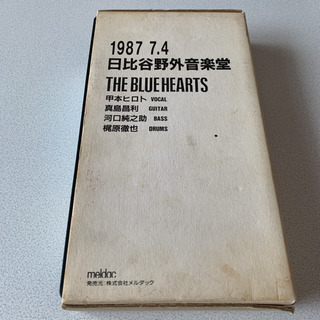 1987 7.4
日比谷野外音楽堂
THE BLUE HEARTS
甲本ヒロト VOCAL
真島昌利 GUITAR
河口純之助 BASS
梶原徹也 DRUMS
meldac
発売元:株式会社メルダック